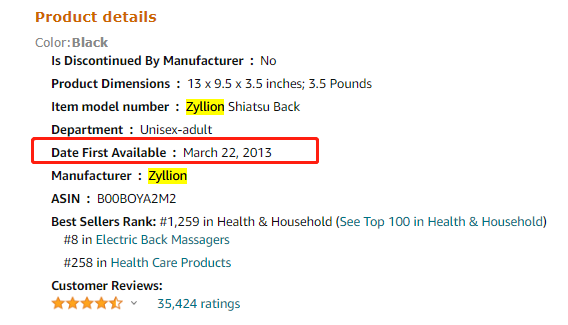 Product details
Color:Black
Is Discontinued By Manufacturer : No
Product Dimensions : 13 x 9.5 x 3.5 inches; 3.5 Pounds
Item model number : Zyllion Shiatsu Back
Department : Unisex-adult
Date First Available : March 22, 2013
Manufacturer : Zyllion
ASIN : B00BOYA2M2
Best Sellers Rank: #1,259 in Health & Household (See Top 100 in Health & Household)
#8 in Electric Back Massagers
#258 in Health Care Products
Customer Reviews:
35,424 ratings